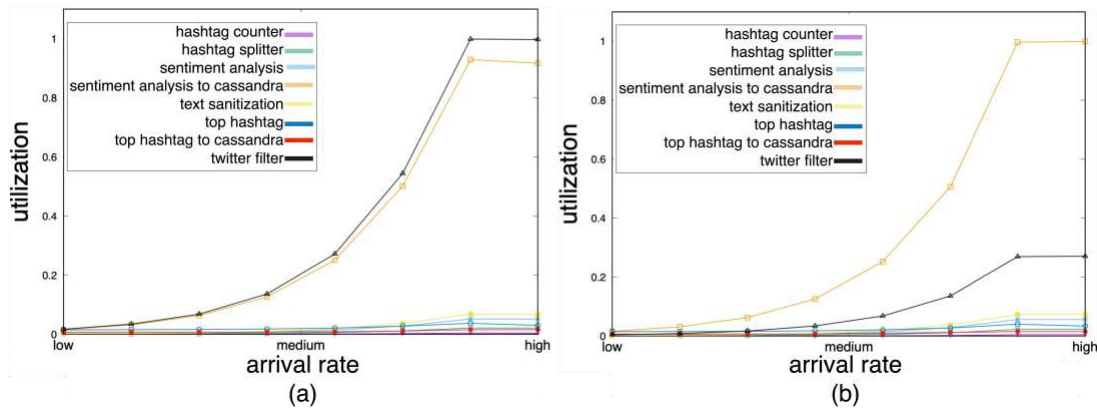 1
0.8
0.6
0.4
0.2
0
utilization
hashtag counter
hashtag splitter
sentiment analysis
sentiment analysis to cassandra
text sanitization
top hashtag
top hashtag to cassandra
twitter filter
low medium high
arrival rate
(a)
1
0.8
0.6
0.4
0.2
0
utilization
hashtag counter
hashtag splitter
sentiment analysis
sentiment analysis to cassandra
text sanitization
top hashtag
top hashtag to cassandra
twitter filter
low medium high
arrival rate
(b)